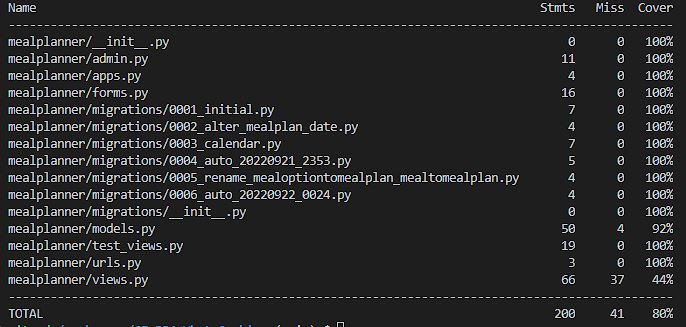 Name Stmts Miss Cover
--------------------------------------------------------------------------------
mealplanner/__init__.py 0 0 100%
mealplanner/admin.py 11 0 100%
mealplanner/apps.py 4 0 100%
mealplanner/forms.py 16 0 100%
mealplanner/migrations/0001_initial.py 7 0 100%
mealplanner/migrations/0002_alter_mealplan_date.py 4 0 100%
mealplanner/migrations/0003_calendar.py 7 0 100%
mealplanner/migrations/0004_auto_20220921_2353.py 5 0 100%
mealplanner/migrations/0005_rename_mealoptiontomealplan_mealtomealplan.py 4 0 100%
mealplanner/migrations/0006_auto_20220922_0024.py 4 0 100%
mealplanner/migrations/__init__.py 0 0 100%
mealplanner/models.py 50 4 92%
mealplanner/test_views.py 19 0 100%
mealplanner/urls.py 3 0 100%
mealplanner/views.py 66 37 44%
--------------------------------------------------------------------------------
TOTAL 200 41 80%